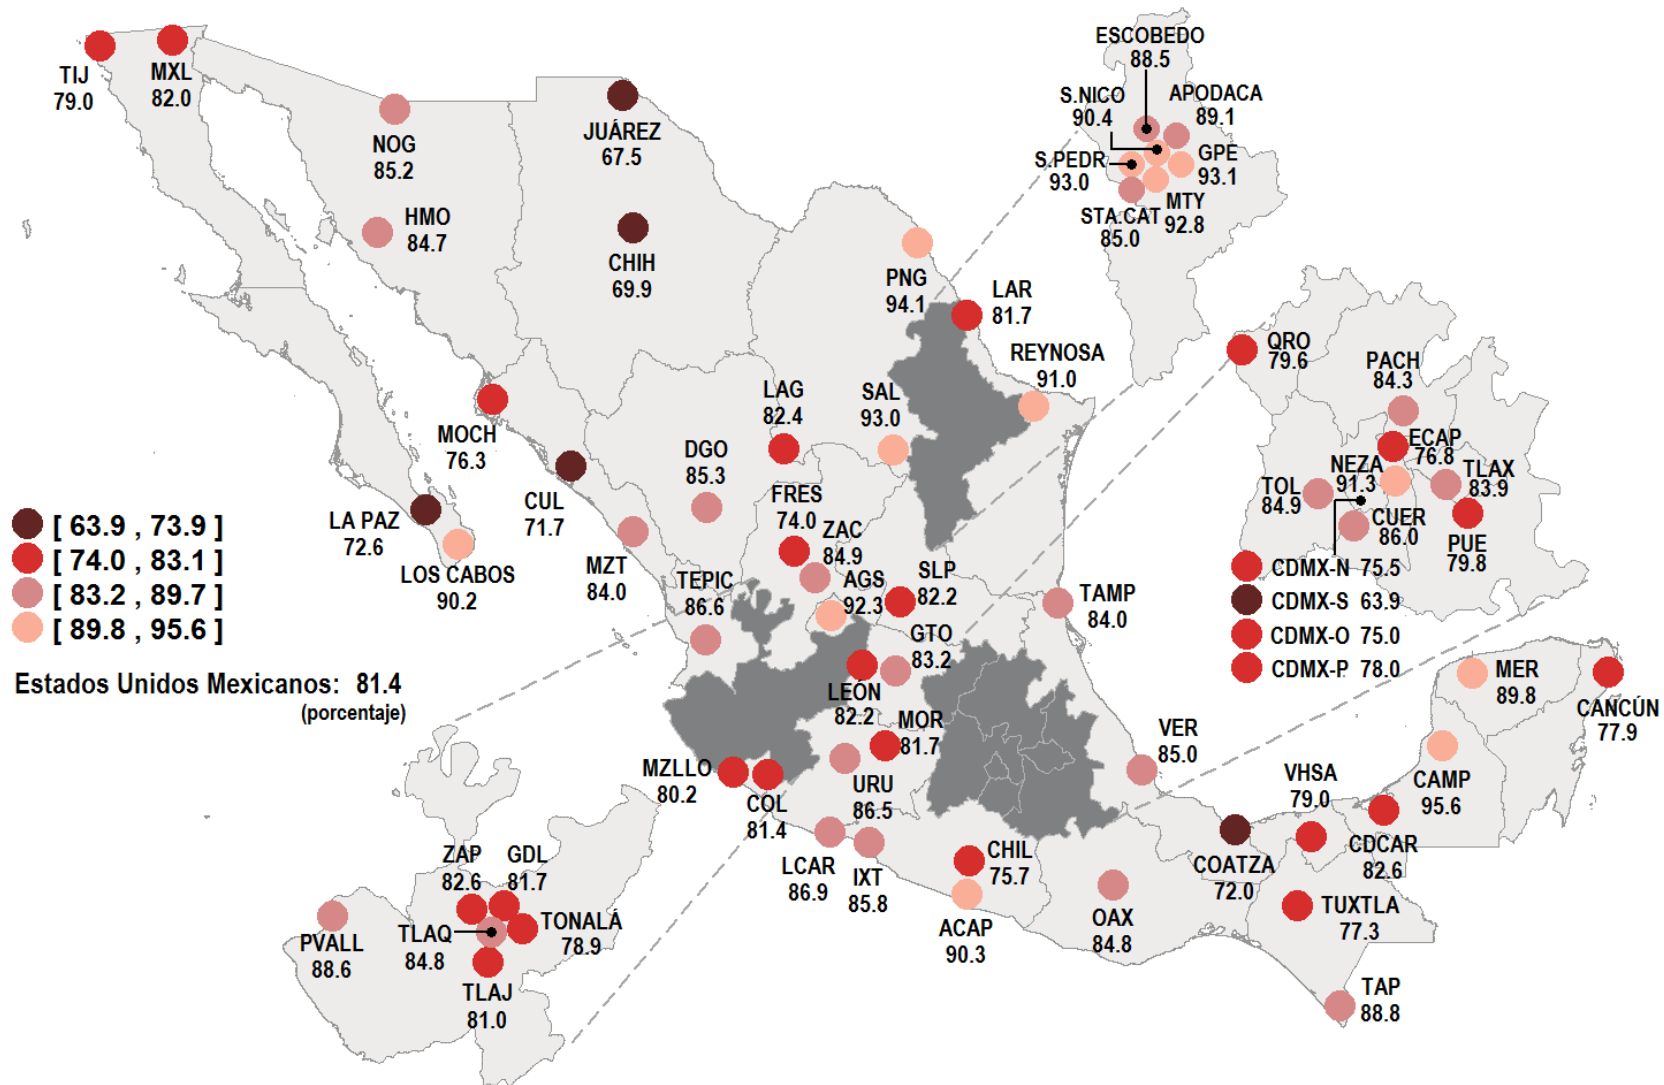 ESCOBEDO
88.5
S.NICO
90.4
APODACA
89.1
S.PEDR
93.0
GPE
93.1
MTY
92.8
STA.CAT
85.0
TIJ
79.0
MXL
82.0
NOG
85.2
JUÁREZ
67.5
HMO
84.7
CHIH
69.9
PNG
94.1
LAR
81.7
REYNOSA
91.0
QRO
79.6
PACH
84.3
ECAP
76.8
NEZA
91.3
TLAX
83.9
TOL
84.9
CUER
86.0
PUE
79.8
CDMX-N 75.5
CDMX-S 63.9
CDMX-O 75.0
CDMX-P 78.0
LAG
82.4
SAL
93.0
MOCH
76.3
DGO
85.3
CUL
71.7
FRES
74.0
ZAC
84.9
LA PAZ
72.6
LOS CABOS
90.2
MZT
84.0
TEPIC
86.6
AGS
92.3
SLP
82.2
TAMP
84.0
GTO
83.2
LEÓN
82.2
MOR
81.7
[ 63.9 , 73.9 ]
[ 74.0 , 83.1 ]
[ 83.2 , 89.7 ]
[ 89.8 , 95.6 ]
Estados Unidos Mexicanos: 81.4
(porcentaje)
MER
89.8
CANCÚN
77.9
VER
85.0
MZLLO
80.2
COL
81.4
URU
86.5
VHSA
79.0
CAMP
95.6
CDCAR
82.6
COATZA
72.0
LCAR
86.9
IXT
85.8
CHIL
75.7
ACAP
90.3
OAX
84.8
TUXTLA
77.3
TAP
88.8
ZAP
82.6
GDL
81.7
TONALÁ
78.9
PVALL
88.6
TLAQ
84.8
TLAJ
81.0